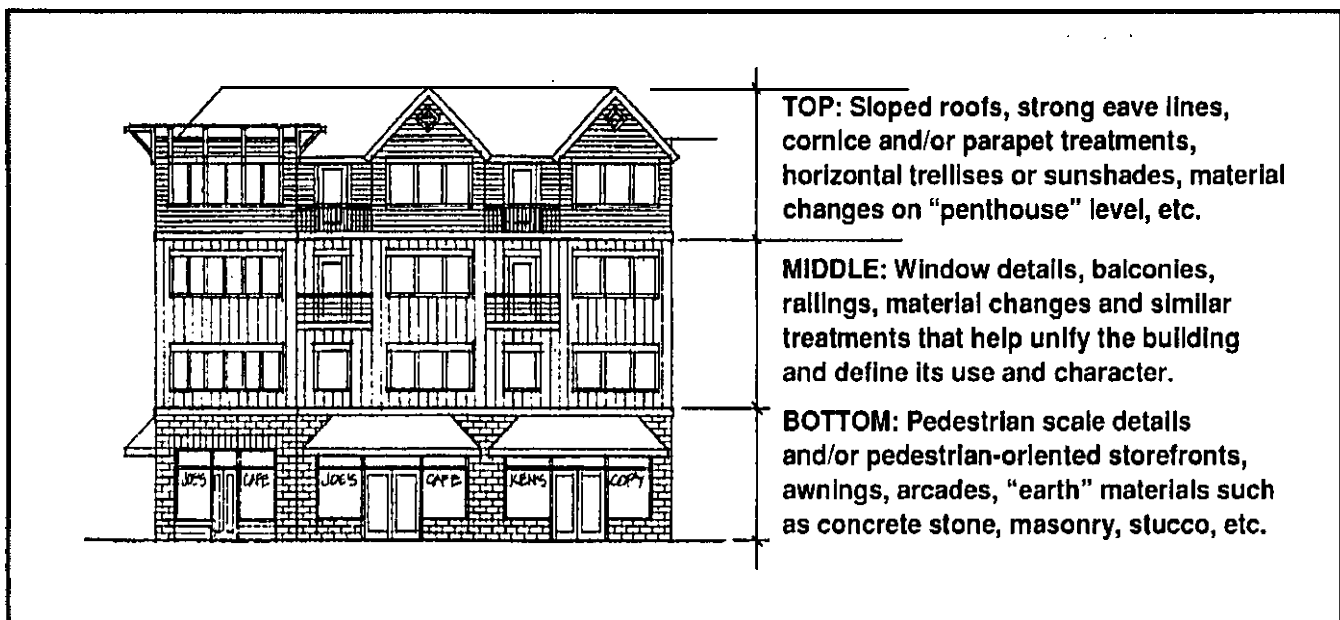 TOP: Sloped roofs, strong eave lines,
cornice and/or parapet treatments,
horizontal trellises or sunshades, material
changes on “penthouse” level, etc.
MIDDLE: Window details, balconies,
railings, material changes and similar
treatments that help unify the building
and define its use and character.
BOTTOM: Pedestrian scale details
and/or pedestrian-oriented storefronts,
awnings, arcades, “earth” materials such
as concrete stone, masonry, stucco, etc.
JOE'S CAFE JOE'S CAFE KEN'S COPY